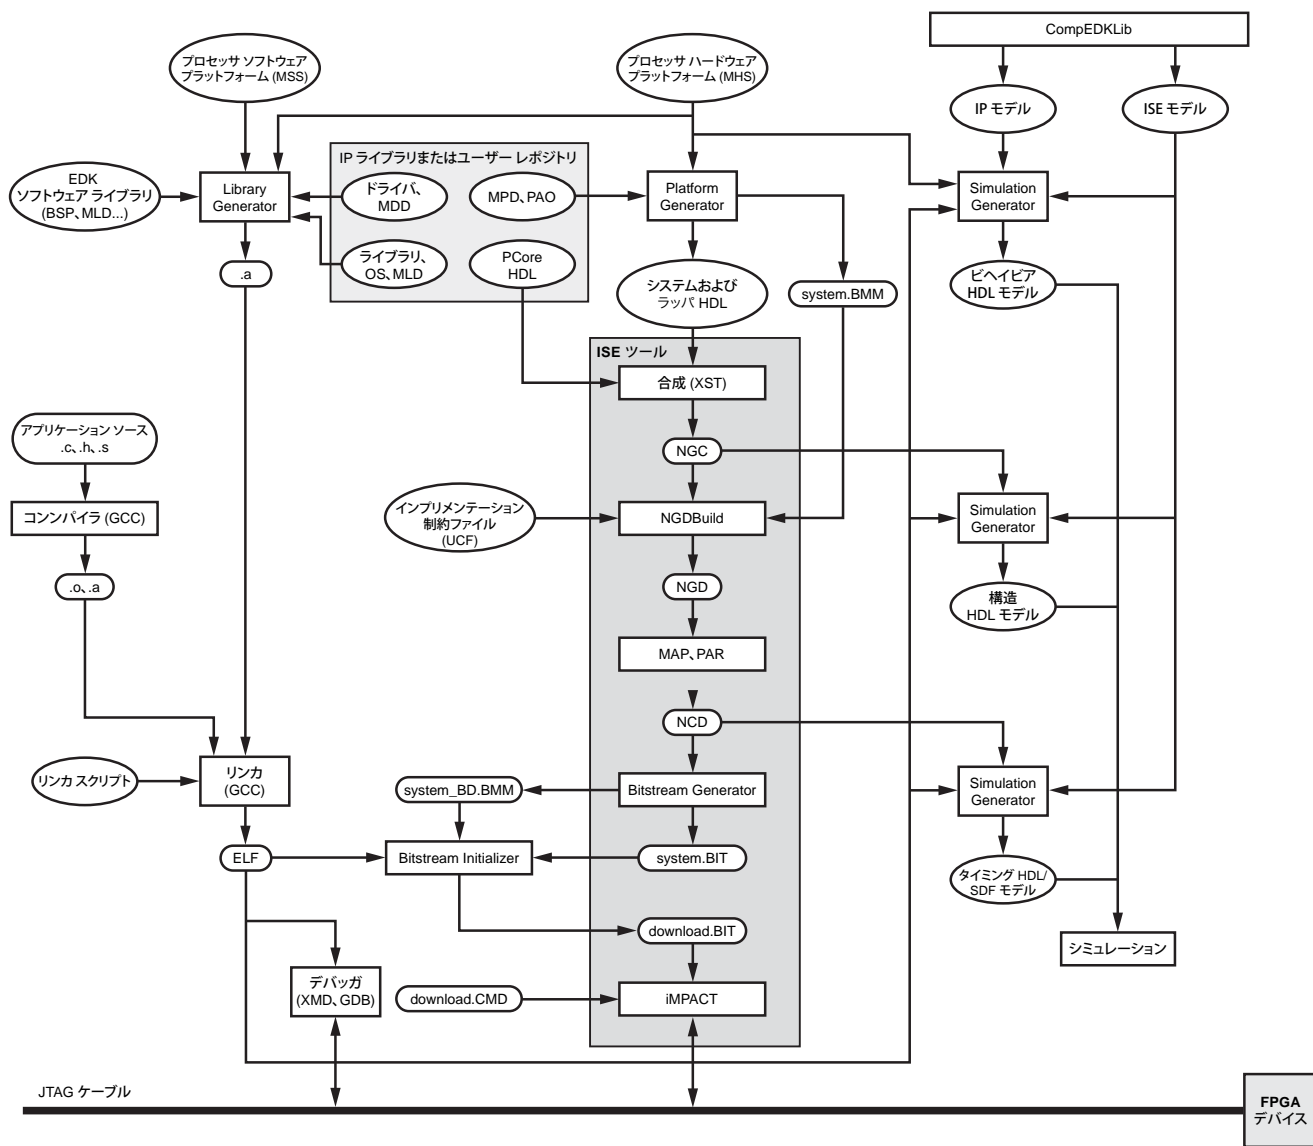 CompEDKLib
プロセッサ ソフトウェア
プラットフォーム (MSS)
プロセッサ ハードウェア
プラットフォーム (MHS)
IP モデル
ISE モデル
IP ライブラリまたはユーザー レポジトリ
EDK
ソフトウェア ライブラリ
(BSP、MLD...)
Library
Generator
ドライバ、
MDD
MPD、PAO
Platform
Generator
Simulation
Generator
.a
ライブラリ、
OS、MLD
PCore
HDL
システムおよび
ラッパ HDL
system.BMM
ビヘイビア
HDL モデル
ISE ツール
合成 (XST)
アプリケーション ソース
.c、.h、.s
NGC
コンンパイラ (GCC)
インプリメンテーション
制約ファイル
(UCF)
NGDBuild
Simulation
Generator
.o、.a
NGD
構造
HDL モデル
MAP、PAR
NCD
リンカ スクリプト
リンカ
(GCC)
system_BD.BMM
Bitstream Generator
Simulation
Generator
ELF
Bitstream Initializer
system.BIT
タイミング HDL/
SDF モデル
download.BIT
シミュレーション
デバッガ
(XMD、GDB)
download.CMD
iMPACT
JTAG ケーブル
FPGA
デバイス